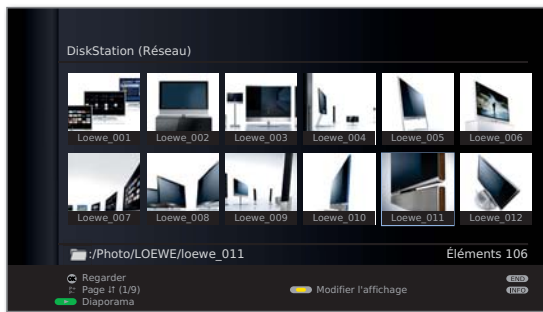 DiskStation (Réseau)
Loewe_001 Loewe_002 Loewe_003 Loewe_004 Loewe_005 Loewe_006
Loewe_007 Loewe_008 Loewe_009 Loewe_010 Loewe_011 Loewe_012
:/Photo/LOEWE/loewe_011 Éléments 106
OK Regarder END
Page ↓↑ (1/9) Modifier l'affichage INFO
Diaporama